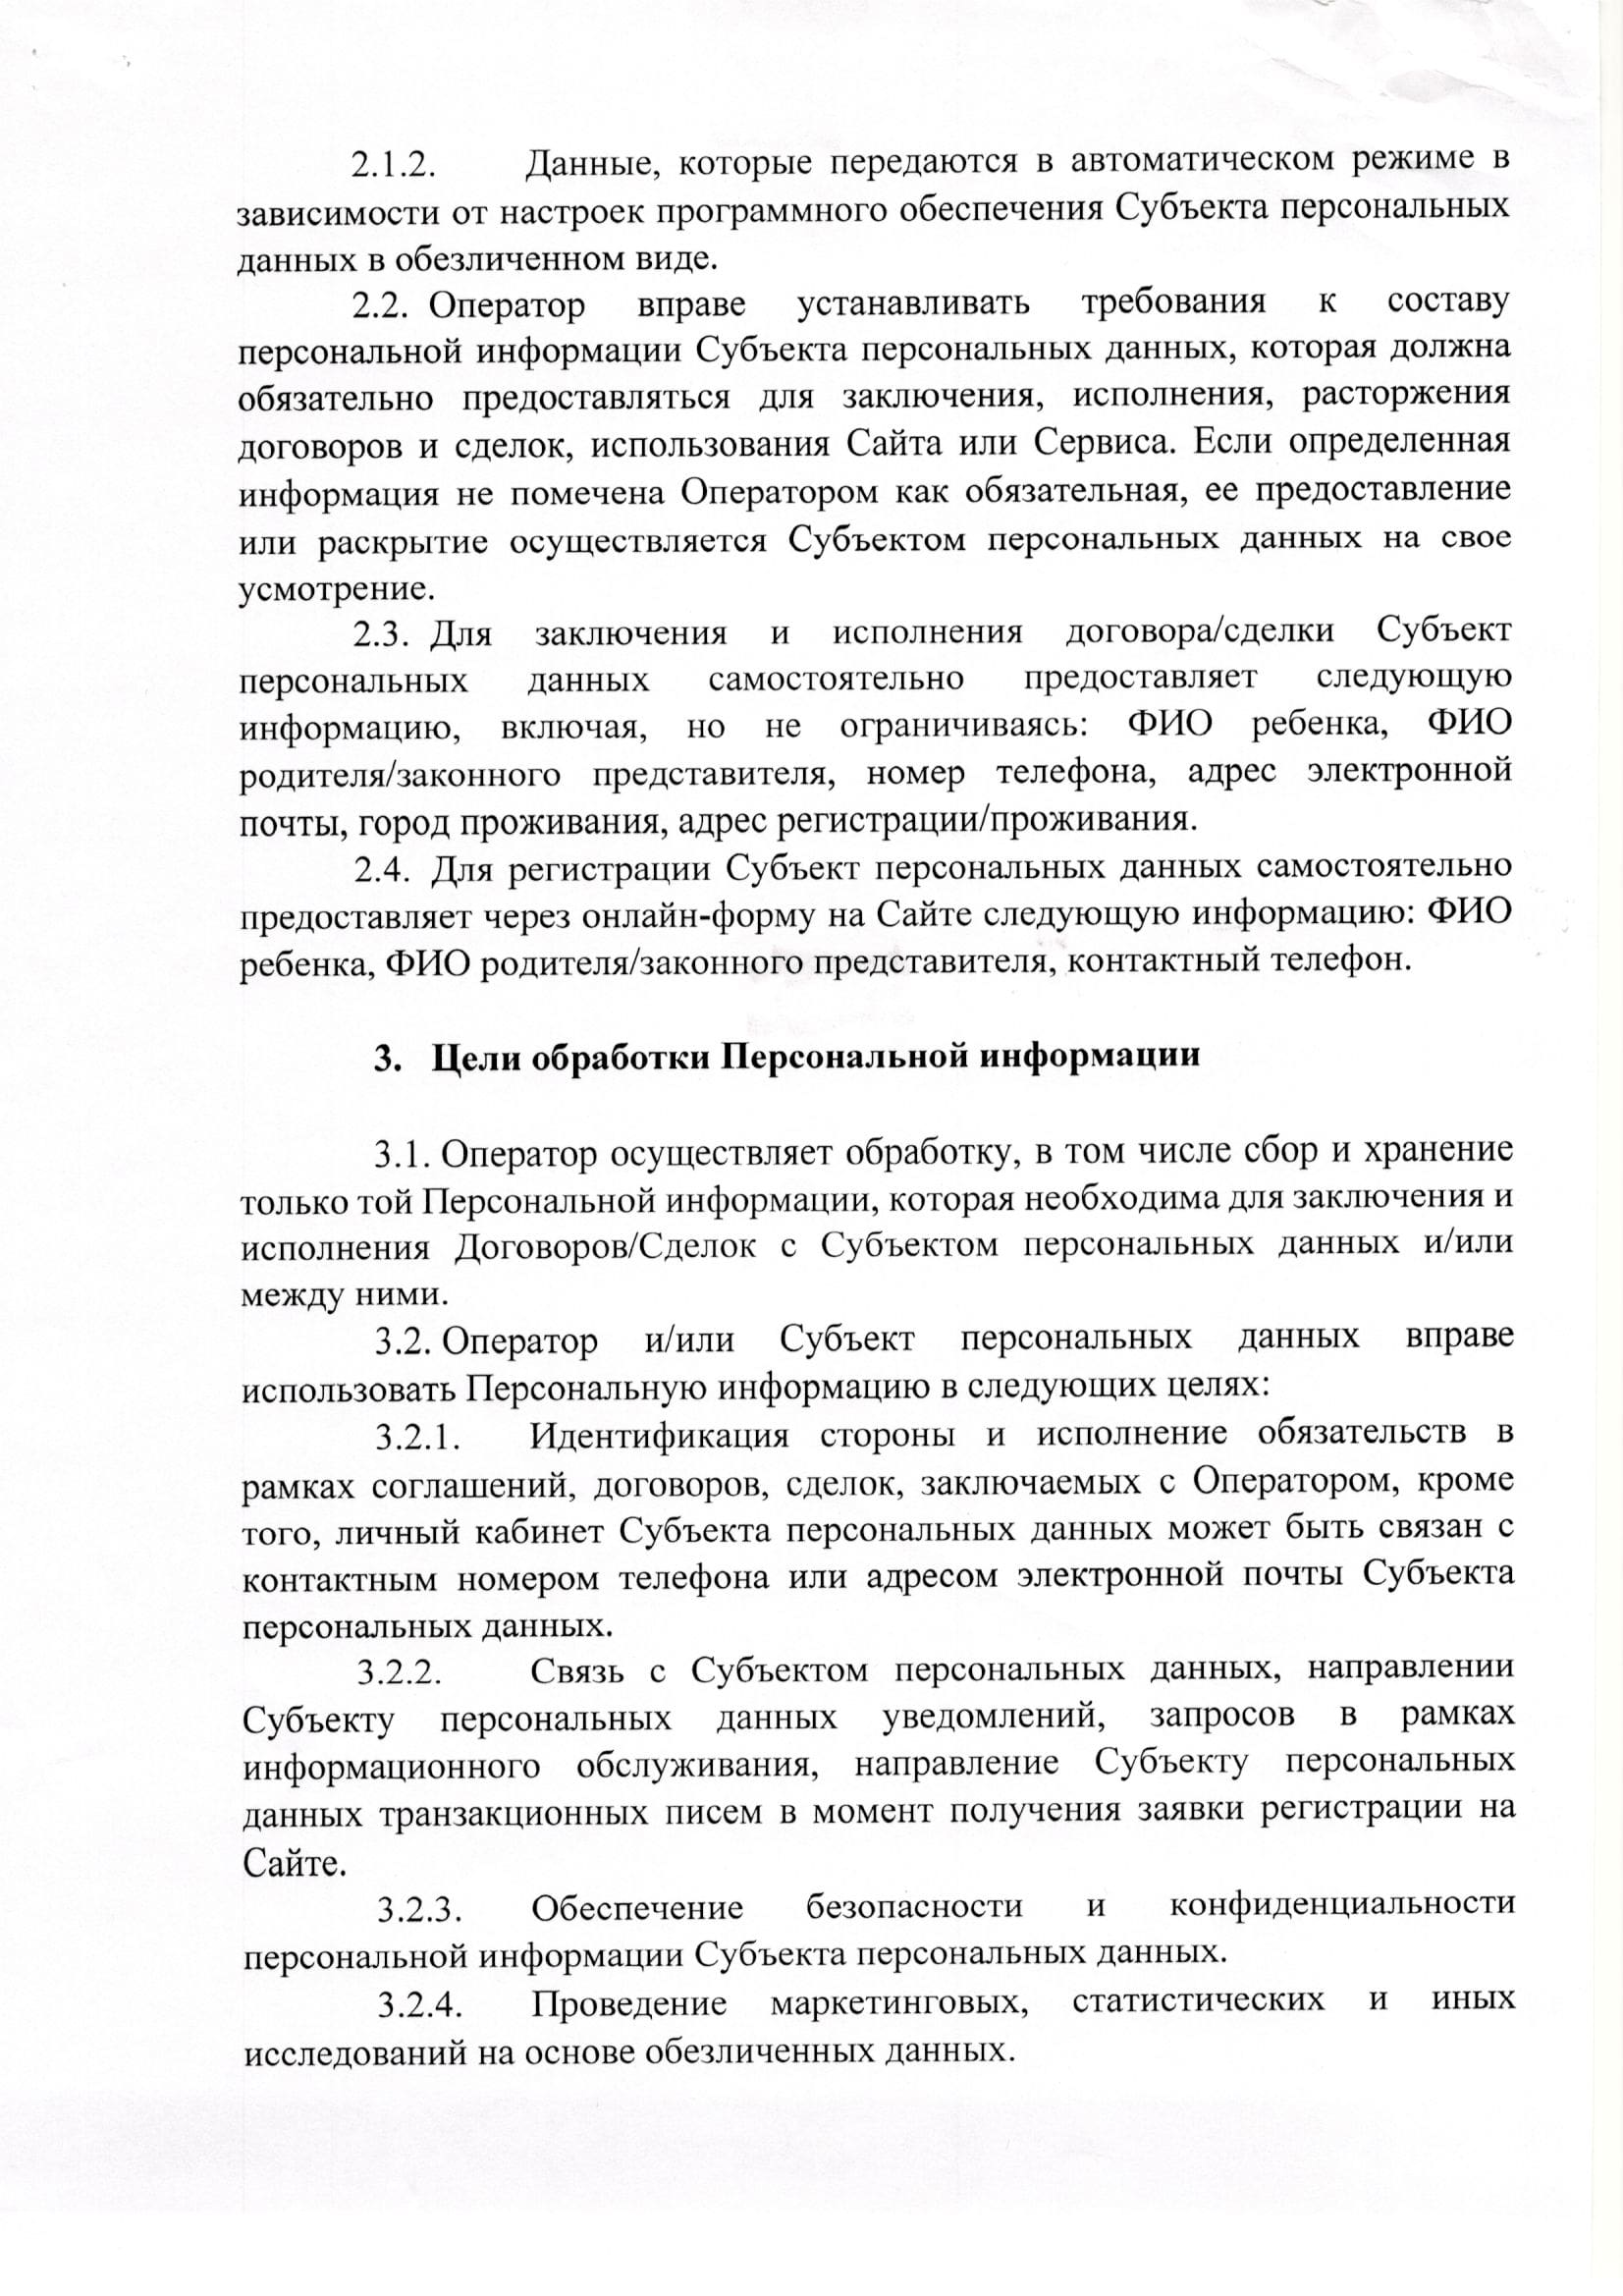 2.1.2. Данные, которые передаются в автоматическом режиме в
зависимости от настроек программного обеспечения Субъекта персональных
данных в обезличенном виде.
2.2. Оператор вправе устанавливать требования к составу
персональной информации Субъекта персональных данных, которая должна
обязательно предоставляться для заключения, исполнения, расторжения
договоров и сделок, использования Сайта или Сервиса. Если определенная
информация не помечена Оператором как обязательная, ее предоставление
или раскрытие осуществляется Субъектом персональных данных на свое
усмотрение.
2.3. Для заключения и исполнения договора/сделки Субъект
персональных данных самостоятельно предоставляет следующую
информацию, включая, но не ограничиваясь: ФИО ребенка, ФИО
родителя/законного представителя, номер телефона, адрес электронной
почты, город проживания, адрес регистрации/проживания.
2.4. Для регистрации Субъект персональных данных самостоятельно
предоставляет через онлайн-форму на Сайте следующую информацию: ФИО
ребенка, ФИО родителя/законного представителя, контактный телефон.
3. Цели обработки Персональной информации
3.1. Оператор осуществляет обработку, в том числе сбор и хранение
только той Персональной информации, которая необходима для заключения и
исполнения Договоров/Сделок с Субъектом персональных данных и/или
между ними.
3.2. Оператор и/или Субъект персональных данных вправе
использовать Персональную информацию в следующих целях:
3.2.1. Идентификация стороны и исполнение обязательств в
рамках соглашений, договоров, сделок, заключаемых с Оператором, кроме
того, личный кабинет Субъекта персональных данных может быть связан с
контактным номером телефона или адресом электронной почты Субъекта
персональных данных.
3.2.2. Связь с Субъектом персональных данных, направлении
Субъекту персональных данных уведомлений, запросов в рамках
информационного обслуживания, направление Субъекту персональных
данных транзакционных писем в момент получения заявки регистрации на
Сайте.
3.2.3. Обеспечение безопасности и конфиденциальности
персональной информации Субъекта персональных данных.
3.2.4. Проведение маркетинговых, статистических и иных
исследований на основе обезличенных данных.